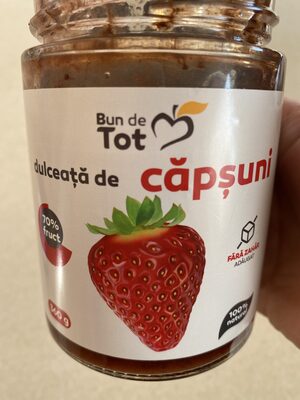 Bun de
Tot
dulceață de căpșuni
70%
fruct
FĂRĂ ZAHĂR
ADĂUGAT
100%
natural